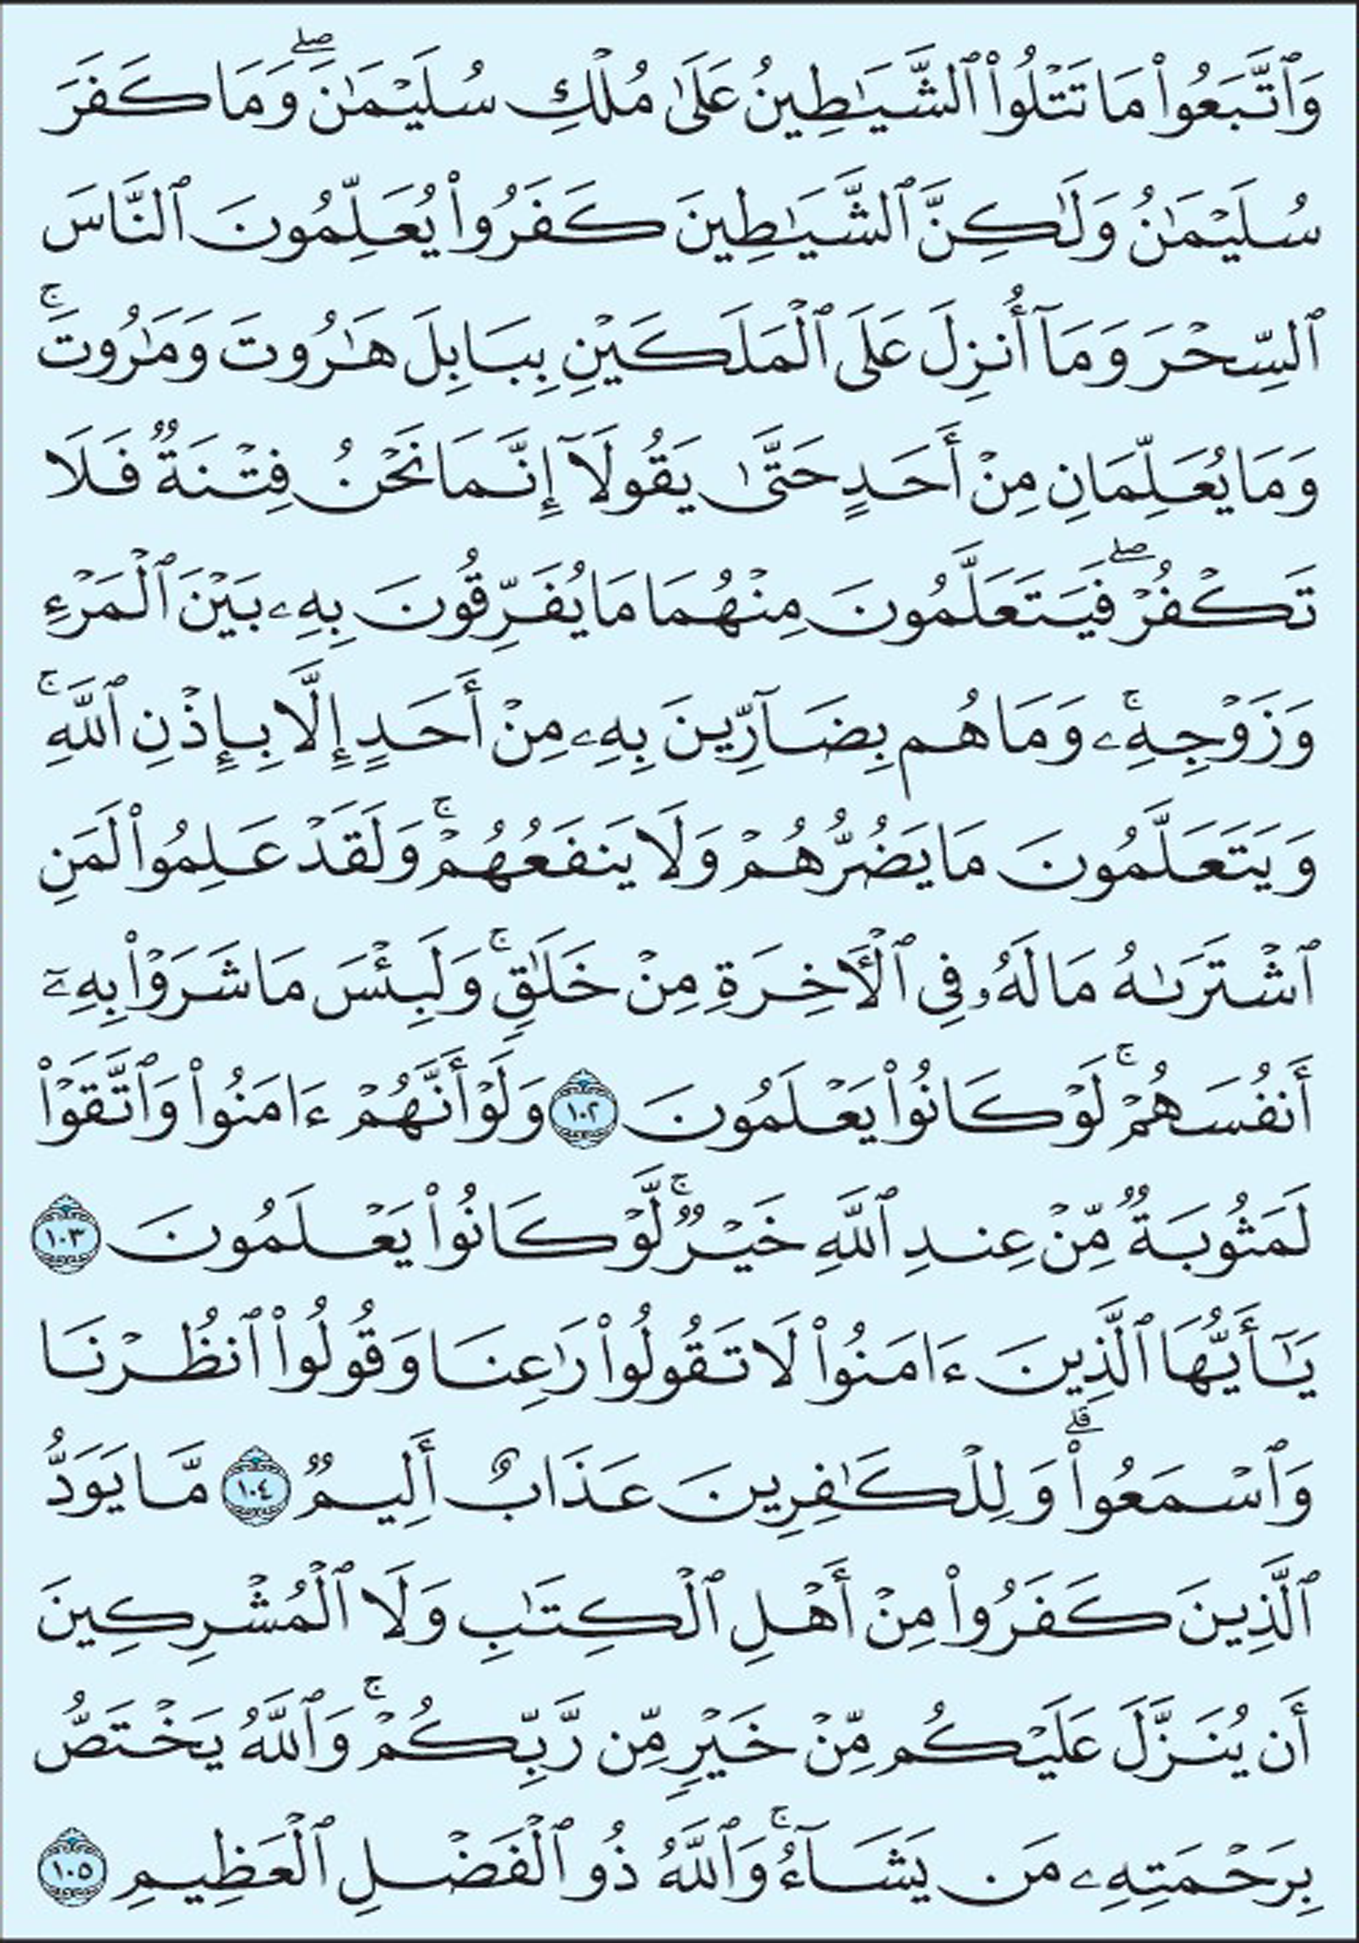 وَٱتَّبَعُوا۟ مَا تَتْلُوا۟ ٱلشَّيَـٰطِينُ عَلَىٰ مُلْكِ سُلَيْمَـٰنَ ۖ وَمَا كَفَرَ
سُلَيْمَـٰنُ وَلَـٰكِنَّ ٱلشَّيَـٰطِينَ كَفَرُوا۟ يُعَلِّمُونَ ٱلنَّاسَ
ٱلسِّحْرَ وَمَآ أُنزِلَ عَلَى ٱلْمَلَكَيْنِ بِبَابِلَ هَـٰرُوتَ وَمَـٰرُوتَ ۚ
وَمَا يُعَلِّمَانِ مِنْ أَحَدٍ حَتَّىٰ يَقُولَآ إِنَّمَا نَحْنُ فِتْنَةٌ فَلَا
تَكْفُرْ ۖ فَيَتَعَلَّمُونَ مِنْهُمَا مَا يُفَرِّقُونَ بِهِۦ بَيْنَ ٱلْمَرْءِ
وَزَوْجِهِۦ ۚ وَمَا هُم بِضَآرِّينَ بِهِۦ مِنْ أَحَدٍ إِلَّا بِإِذْنِ ٱللَّهِ ۚ
وَيَتَعَلَّمُونَ مَا يَضُرُّهُمْ وَلَا يَنفَعُهُمْ ۚ وَلَقَدْ عَلِمُوا۟ لَمَنِ
ٱشْتَرَىٰهُ مَا لَهُۥ فِى ٱلْـَٔاخِرَةِ مِنْ خَلَـٰقٍ ۚ وَلَبِئْسَ مَا شَرَوْا۟ بِهِۦٓ
أَنفُسَهُمْ ۚ لَوْ كَانُوا۟ يَعْلَمُونَ ١٠٢ وَلَوْ أَنَّهُمْ ءَامَنُوا۟ وَٱتَّقَوْا۟
لَمَثُوبَةٌ مِّنْ عِندِ ٱللَّهِ خَيْرٌ ۚ لَّوْ كَانُوا۟ يَعْلَمُونَ ١٠٣
يَـٰٓأَيُّهَا ٱلَّذِينَ ءَامَنُوا۟ لَا تَقُولُوا۟ رَٰعِنَا وَقُولُوا۟ ٱنظُرْنَا
وَٱسْمَعُوا۟ ۗ وَلِلْكَـٰفِرِينَ عَذَابٌ أَلِيمٌ ١٠٤ مَّا يَوَدُّ
ٱلَّذِينَ كَفَرُوا۟ مِنْ أَهْلِ ٱلْكِتَـٰبِ وَلَا ٱلْمُشْرِكِينَ
أَن يُنَزَّلَ عَلَيْكُم مِّنْ خَيْرٍ مِّن رَّبِّكُمْ ۚ وَٱللَّهُ يَخْتَصُّ
بِرَحْمَتِهِۦ مَن يَشَآءُ ۚ وَٱللَّهُ ذُو ٱلْفَضْلِ ٱلْعَظِيمِ ١٠٥